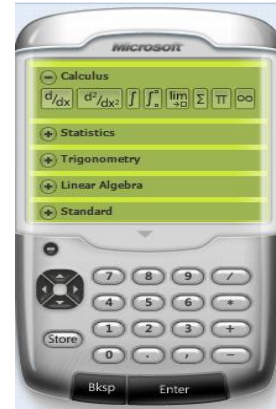 Microsoft
Calculus
d/dx d²/dx² ∫ ∫ lim →□ Σ π ∞
Statistics
Trigonometry
Linear Algebra
Standard
7 8 9 /
4 5 6 *
Store 1 2 3 +
0 . , −
Bksp Enter